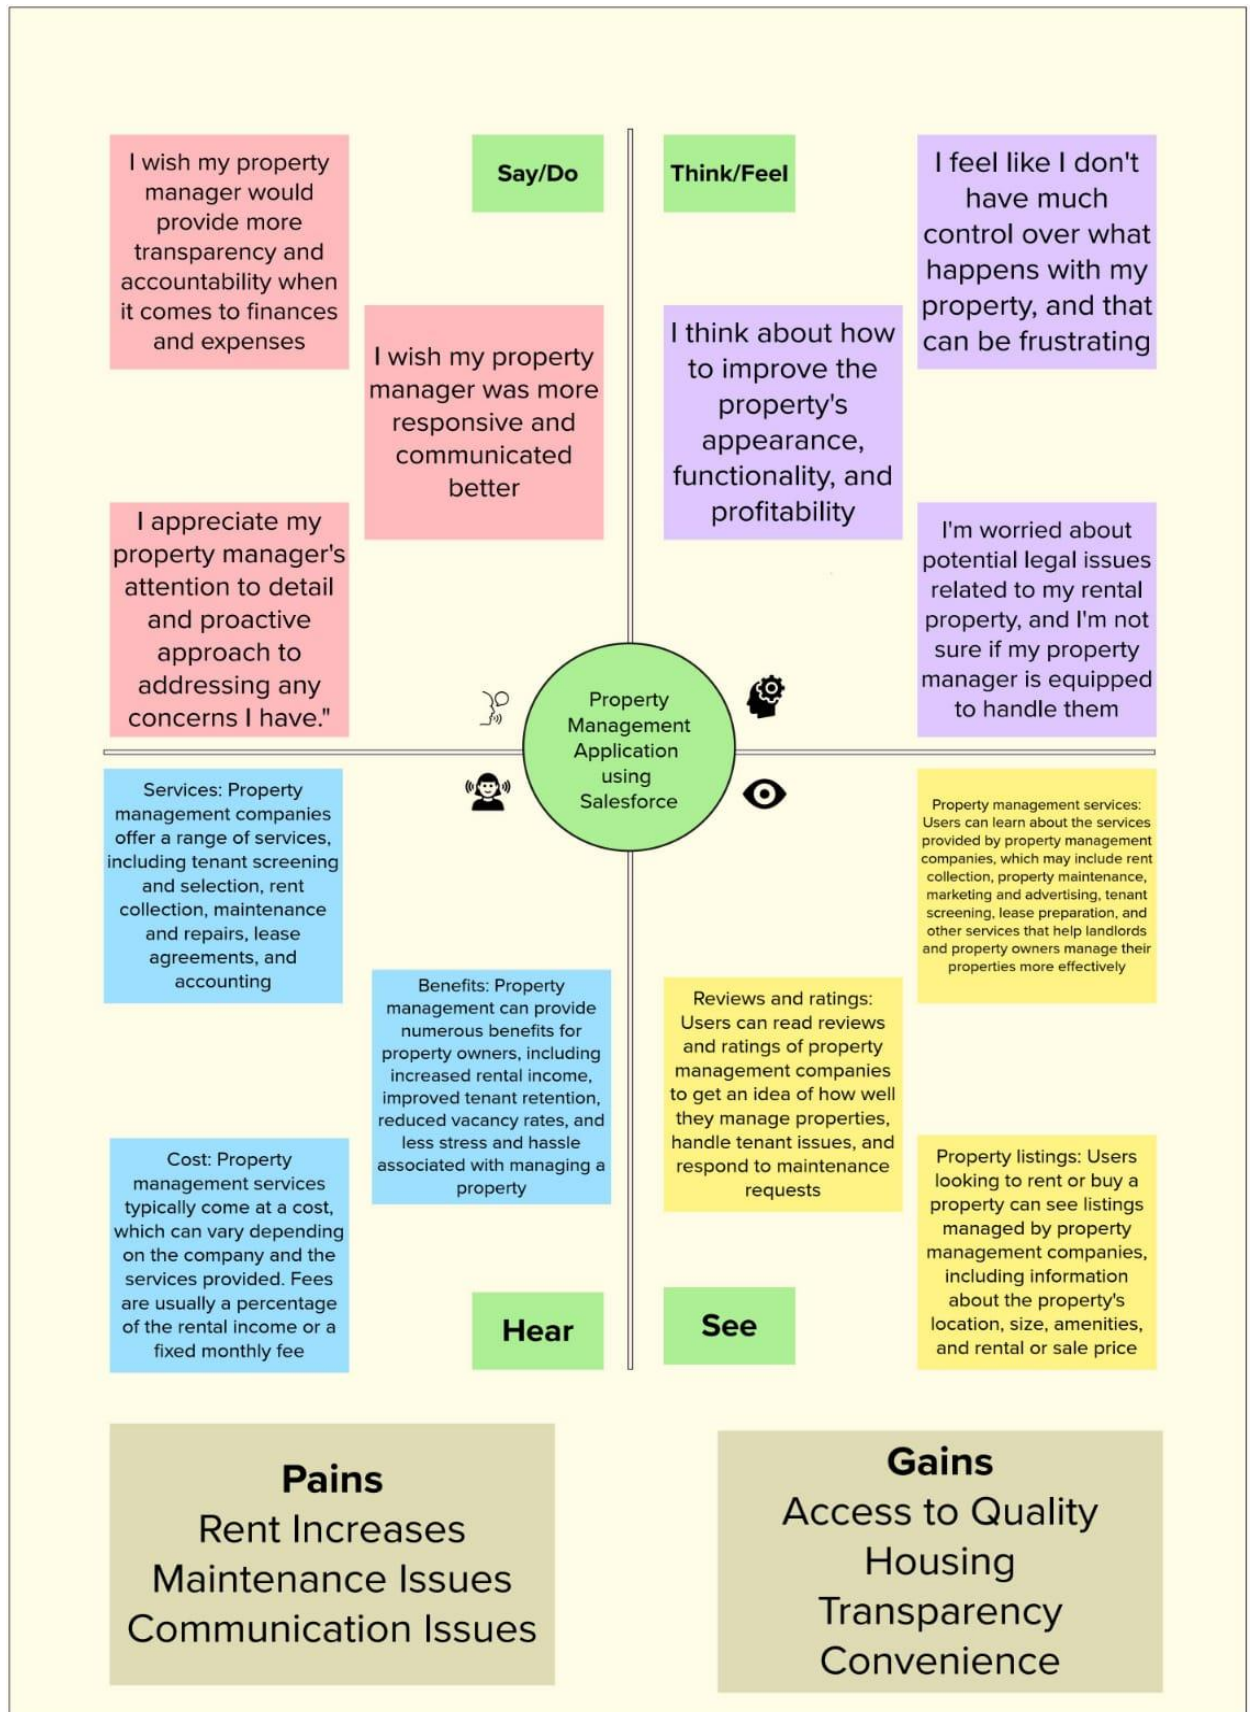 I wish my property
manager would
provide more
transparency and
accountability when
it comes to finances
and expenses
Say/Do
I wish my property
manager was more
responsive and
communicated
better
I appreciate my
property manager's
attention to detail
and proactive
approach to
addressing any
concerns I have."
Think/Feel
I feel like I don't
have much
control over what
happens with my
property, and that
can be frustrating
I think about how
to improve the
property's
appearance,
functionality, and
profitability
I'm worried about
potential legal issues
related to my rental
property, and I'm not
sure if my property
manager is equipped
to handle them
Property
Management
Application
using
Salesforce
Services: Property
management companies
offer a range of services,
including tenant screening
and selection, rent
collection, maintenance
and repairs, lease
agreements, and
accounting
Benefits: Property
management can provide
numerous benefits for
property owners, including
increased rental income,
improved tenant retention,
reduced vacancy rates, and
less stress and hassle
associated with managing a
property
Cost: Property
management services
typically come at a cost,
which can vary depending
on the company and the
services provided. Fees
are usually a percentage
of the rental income or a
fixed monthly fee
Hear
Property management services:
Users can learn about the services
provided by property management
companies, which may include rent
collection, property maintenance,
marketing and advertising, tenant
screening, lease preparation, and
other services that help landlords
and property owners manage their
properties more effectively
Reviews and ratings:
Users can read reviews
and ratings of property
management companies
to get an idea of how well
they manage properties,
handle tenant issues, and
respond to maintenance
requests
Property listings: Users
looking to rent or buy a
property can see listings
managed by property
management companies,
including information
about the property's
location, size, amenities,
and rental or sale price
See
Pains
Rent Increases
Maintenance Issues
Communication Issues
Gains
Access to Quality
Housing
Transparency
Convenience